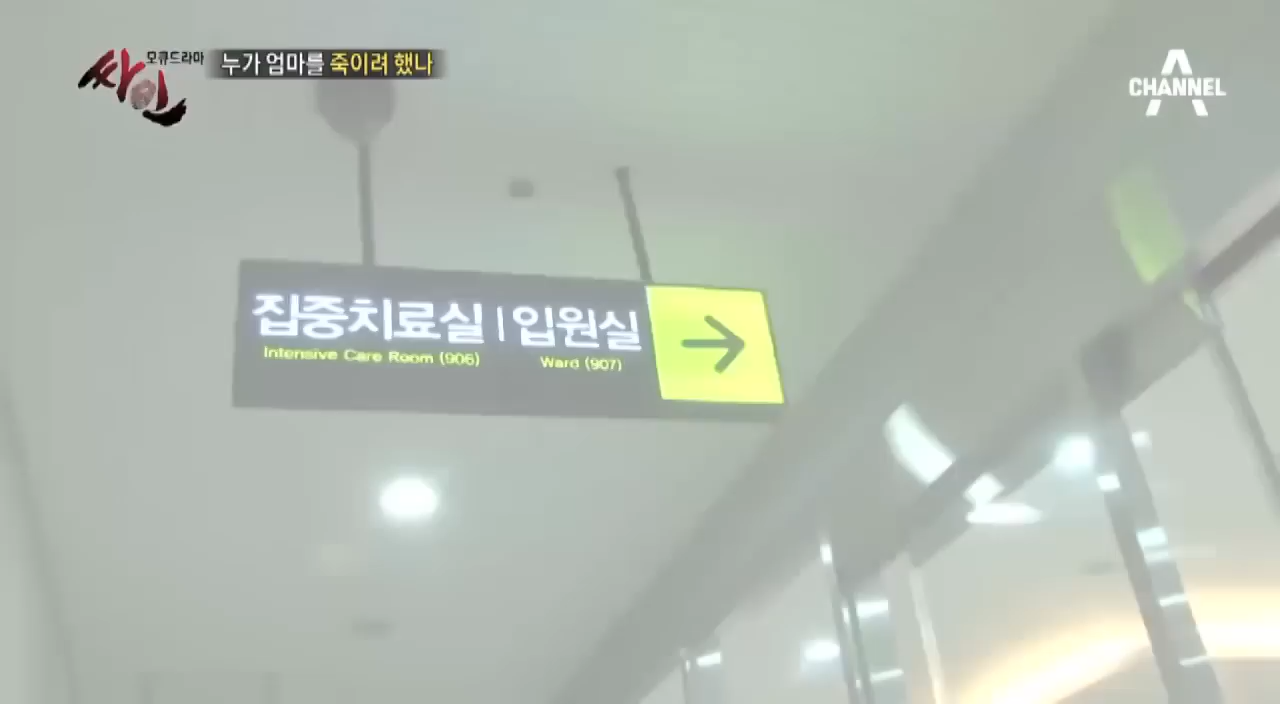 싸인
모큐드라마
누가 엄마를 죽이려 했나
CHANNEL A
집중치료실 | 입원실
Intensive Care Room (906) Ward (907)